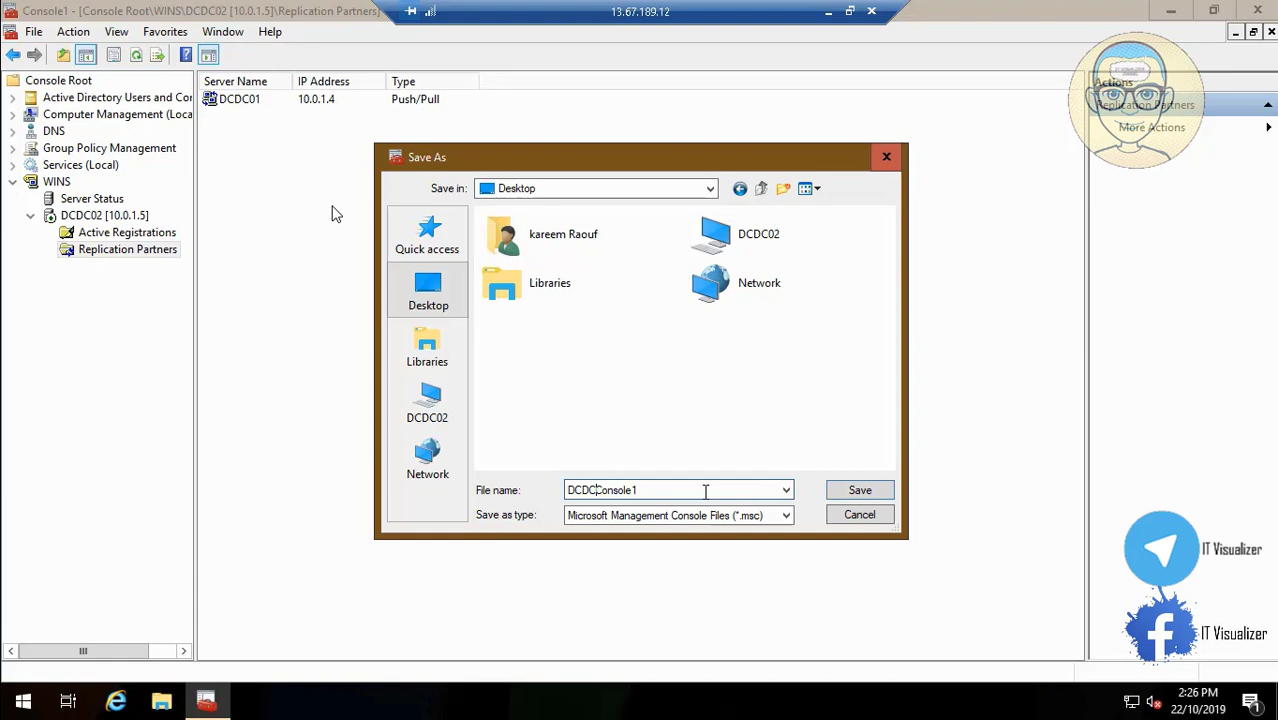 Console1 - [Console Root\WINS\DCDC02 [10.0.1.5]\Replication Partners]
13.67.189.12
File Action View Favorites Window Help
Console Root
Active Directory Users and Cor
Computer Management (Loca
DNS
Group Policy Management
Services (Local)
WINS
Server Status
DCDC02 [10.0.1.5]
Active Registrations
Replication Partners
Server Name IP Address Type
DCDC01 10.0.1.4 Push/Pull
Actions
Replication Partners
More Actions
IT VISUALIZER
Save As
Save in: Desktop
Quick access
Desktop
Libraries
DCDC02
Network
kareem Raouf
DCDC02
Libraries
Network
File name: DCDCConsole1
Save
Save as type: Microsoft Management Console Files (*.msc)
Cancel
IT Visualizer
IT Visualizer
2:26 PM
22/10/2019
1